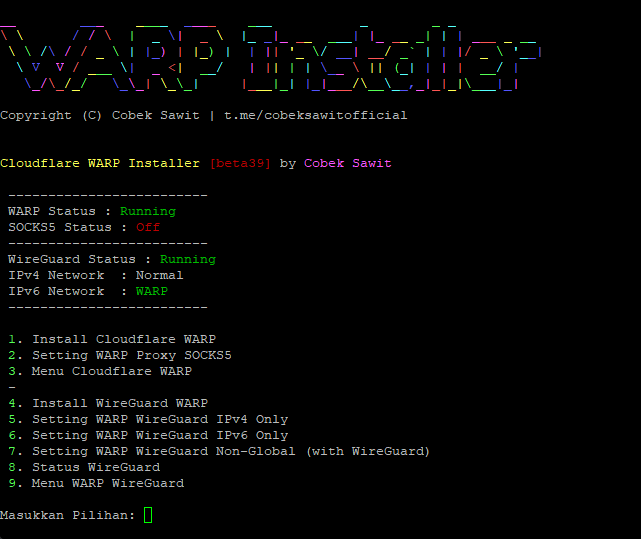 WARP Installer
Copyright (C) Cobek Sawit | t.me/cobeksawitofficial
Cloudflare WARP Installer [beta39] by Cobek Sawit
-------------------------
WARP Status : Running
SOCKS5 Status : Off
-------------------------
WireGuard Status : Running
IPv4 Network  : Normal
IPv6 Network  : WARP
-------------------------
1. Install Cloudflare WARP
2. Setting WARP Proxy SOCKS5
3. Menu Cloudflare WARP
-
4. Install WireGuard WARP
5. Setting WARP WireGuard IPv4 Only
6. Setting WARP WireGuard IPv6 Only
7. Setting WARP WireGuard Non-Global (with WireGuard)
8. Status WireGuard
9. Menu WARP WireGuard
Masukkan Pilihan: